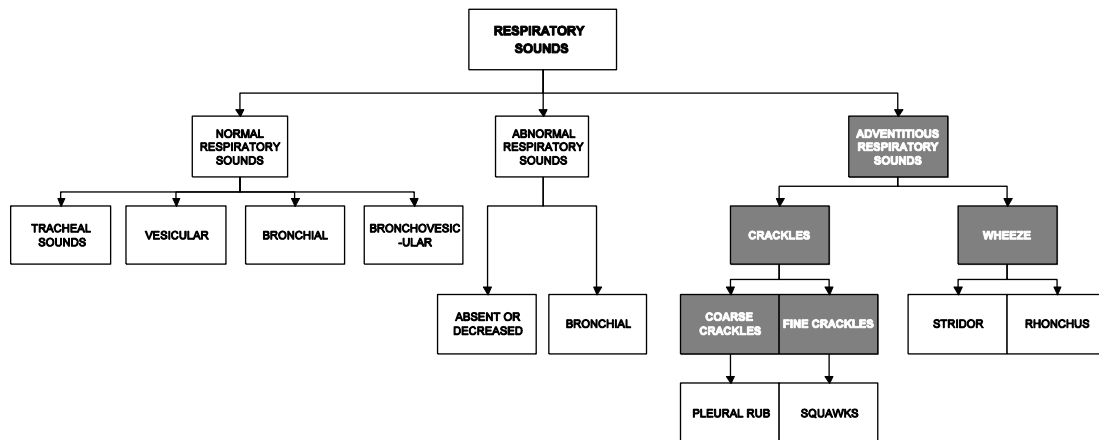 RESPIRATORY
SOUNDS
NORMAL
RESPIRATORY
SOUNDS
ABNORMAL
RESPIRATORY
SOUNDS
ADVENTITIOUS
RESPIRATORY
SOUNDS
TRACHEAL
SOUNDS
VESICULAR
BRONCHIAL
BRONCHOVESIC
-ULAR
CRACKLES
WHEEZE
ABSENT OR
DECREASED
BRONCHIAL
COARSE
CRACKLES
FINE CRACKLES
STRIDOR
RHONCHUS
PLEURAL RUB
SQUAWKS